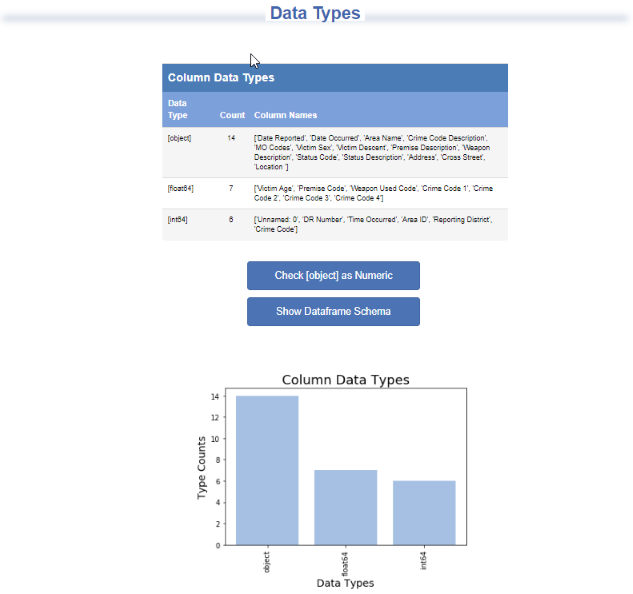 Data Types
Column Data Types
Data
Type Count Column Names
[object] 14 ['Date Reported', 'Date Occurred', 'Area Name', 'Crime Code Description',
'MO Codes', 'Victim Sex', 'Victim Descent', 'Premise Description', 'Weapon
Description', 'Status Code', 'Status Description', 'Address', 'Cross Street',
'Location ']
[float64] 7 ['Victim Age', 'Premise Code', 'Weapon Used Code', 'Crime Code 1', 'Crime
Code 2', 'Crime Code 3', 'Crime Code 4']
[int64] 6 ['Unnamed: 0', 'DR Number', 'Time Occurred', 'Area ID', 'Reporting District',
'Crime Code']
Check [object] as Numeric
Show Dataframe Schema
Column Data Types
Type Counts
14
12
10
8
6
4
2
0
object
float64
int64
Data Types